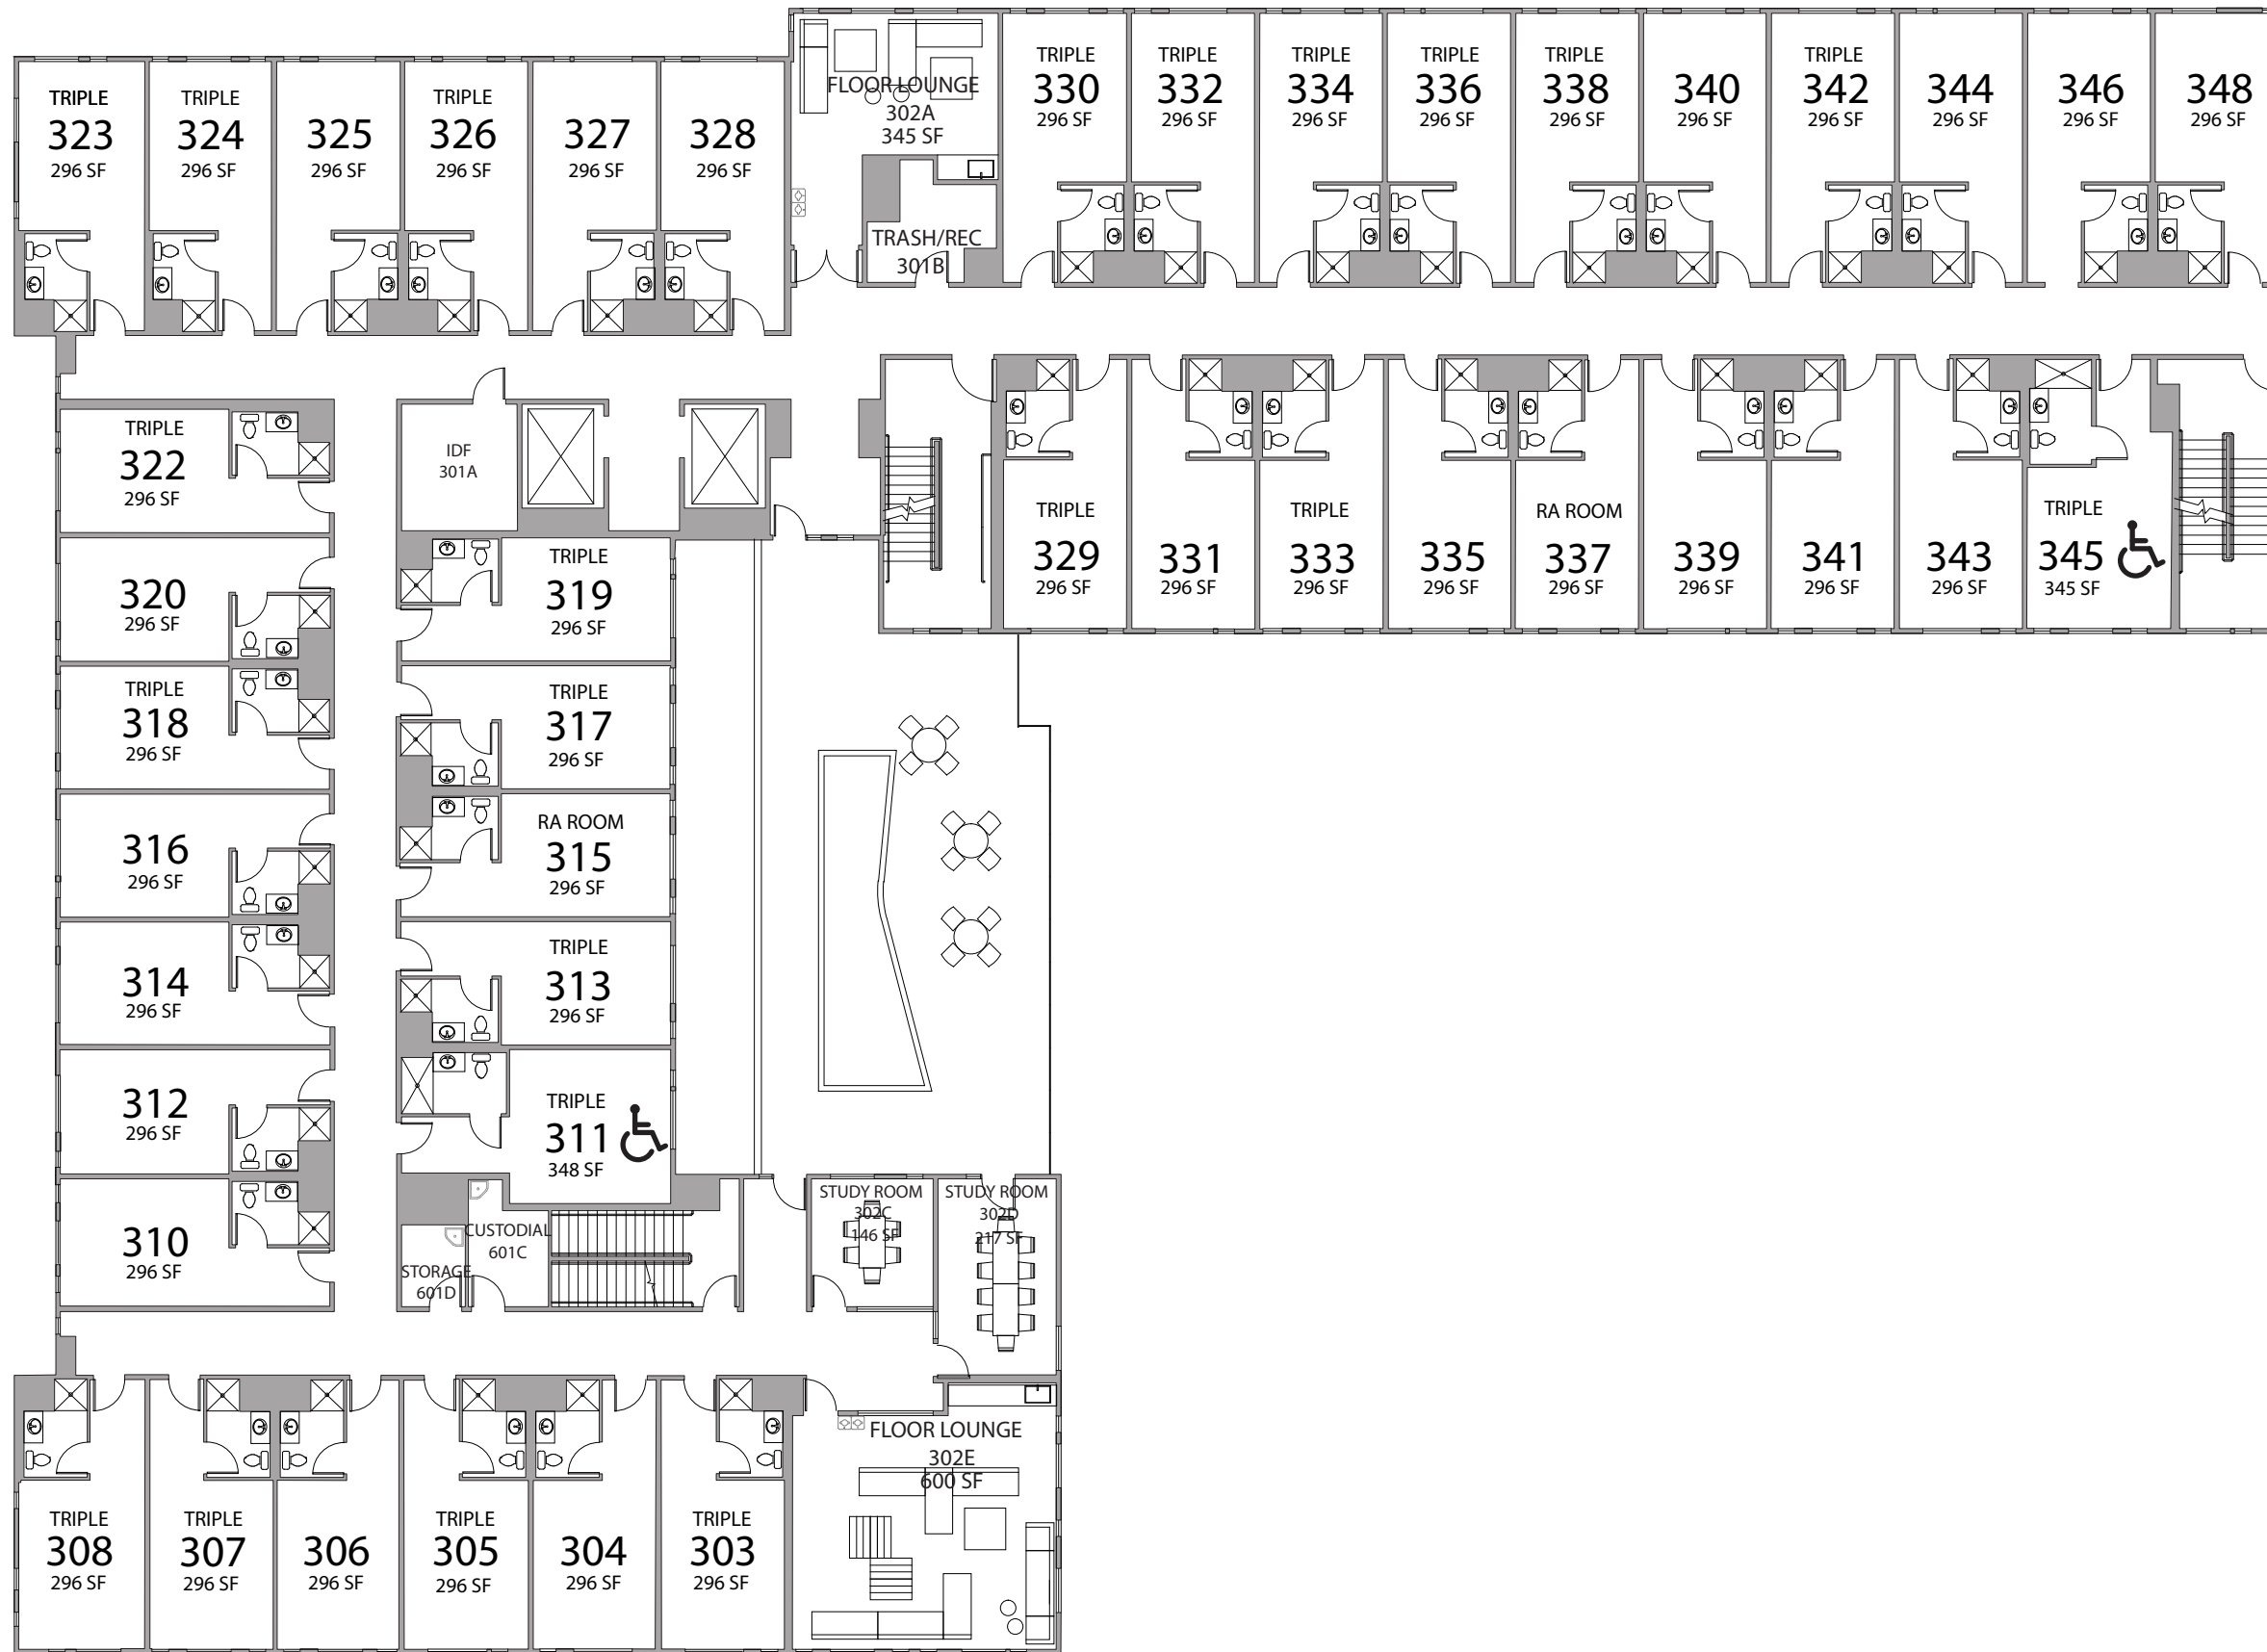 FLOOR LOUNGE
302A
345 SF
TRIPLE
330
296 SF
TRIPLE
332
296 SF
TRIPLE
334
296 SF
TRIPLE
336
296 SF
TRIPLE
338
296 SF
340
296 SF
TRIPLE
342
296 SF
344
296 SF
346
296 SF
348
296 SF
TRIPLE
323
296 SF
TRIPLE
324
296 SF
325
296 SF
TRIPLE
326
296 SF
327
296 SF
328
296 SF
TRASH/REC
301B
TRIPLE
322
296 SF
IDF
301A
TRIPLE
329
296 SF
331
296 SF
TRIPLE
333
296 SF
335
296 SF
RA ROOM
337
296 SF
339
296 SF
341
296 SF
343
296 SF
TRIPLE
345
345 SF
320
296 SF
TRIPLE
319
296 SF
TRIPLE
318
296 SF
TRIPLE
317
296 SF
316
296 SF
RA ROOM
315
296 SF
314
296 SF
TRIPLE
313
296 SF
312
296 SF
TRIPLE
311
348 SF
310
296 SF
CUSTODIAL
601C
STORAGE
601D
STUDY ROOM
302C
146 SF
STUDY ROOM
302D
217 SF
FLOOR LOUNGE
302E
600 SF
TRIPLE
308
296 SF
TRIPLE
307
296 SF
306
296 SF
TRIPLE
305
296 SF
304
296 SF
TRIPLE
303
296 SF